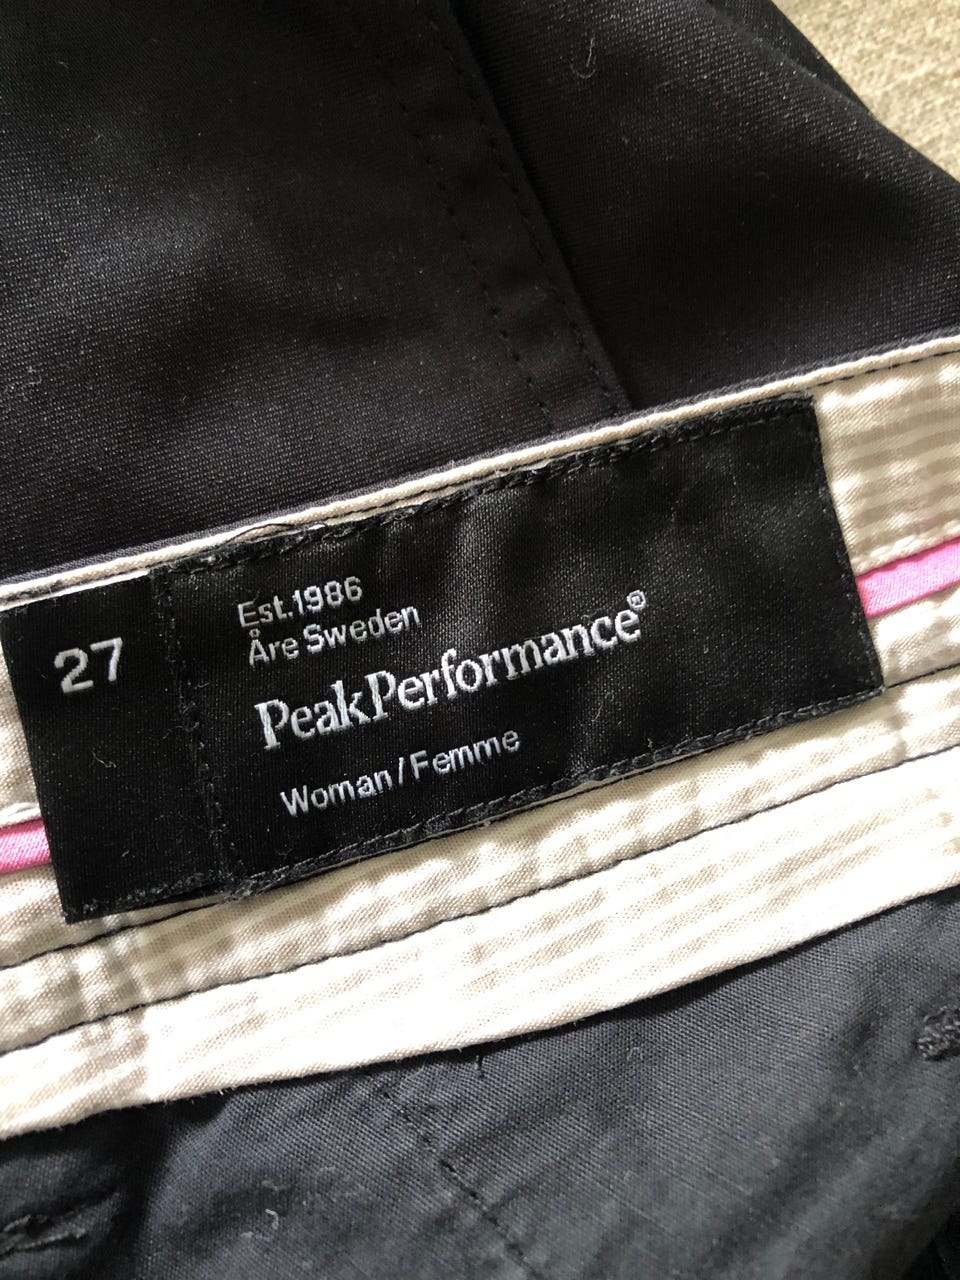 27
Est.1986
Åre Sweden
PeakPerformance®
Woman/Femme